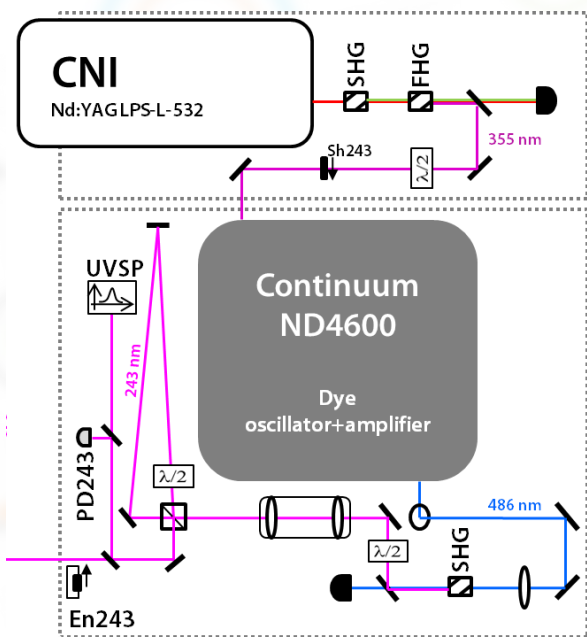 CNI
Nd:YAG LPS-L-532
SHG
FHG
355 nm
Sh243
λ/2
UVSP
Continuum
ND4600
Dye
oscillator+amplifier
243 nm
PD243
λ/2
486 nm
λ/2
SHG
En243